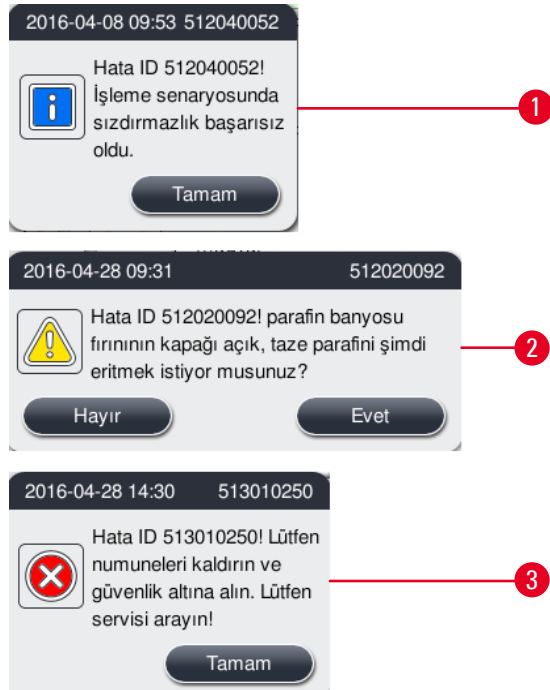 2016-04-08 09:53 512040052
Hata ID 512040052!
İşleme senaryosunda
sızdırmazlık başarısız
oldu.
Tamam
1
2016-04-28 09:31 512020092
Hata ID 512020092! parafin banyosu
fırınının kapağı açık, taze parafini şimdi
eritmek istiyor musunuz?
Hayır Evet
2
2016-04-28 14:30 513010250
Hata ID 513010250! Lütfen
numuneleri kaldırın ve
güvenlik altına alın. Lütfen
servisi arayın!
Tamam
3